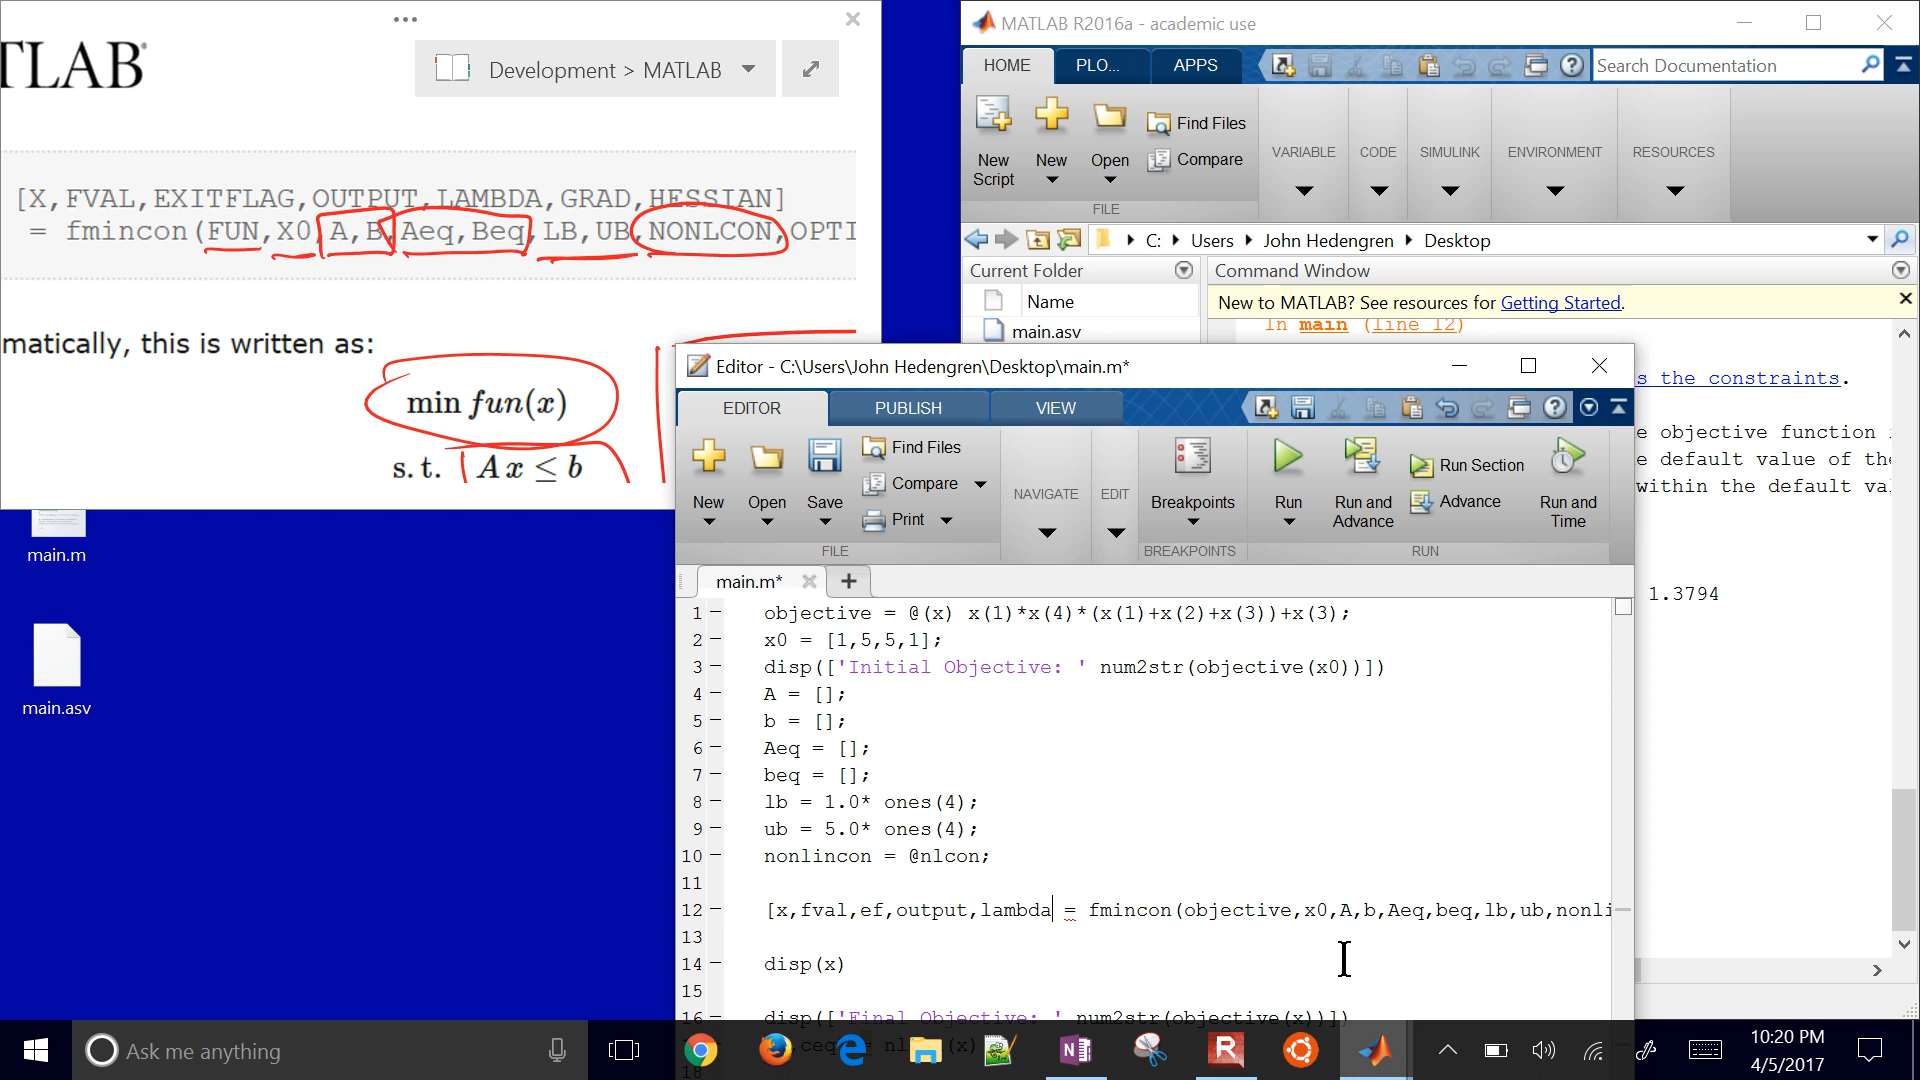 TLAB
Development > MATLAB
[X,FVAL,EXITFLAG,OUTPUT,LAMBDA,GRAD,HESSIAN]
= fmincon(FUN,X0,A,B,Aeq,Beq,LB,UB,NONLCON,OPTI
matically, this is written as:
min fun(x)
s.t. Ax ≤ b
main.m
main.asv
MATLAB R2016a - academic use
HOME PLO... APPS
Search Documentation
New Script
New
Open
Find Files
Compare
FILE
VARIABLE CODE SIMULINK ENVIRONMENT RESOURCES
C: Users John Hedengren Desktop
Current Folder
Name
main.asv
Command Window
New to MATLAB? See resources for Getting Started.
In main (line 12)
s the constraints.
e objective function
e default value of the
within the default val
1.3794
Editor - C:\Users\John Hedengren\Desktop\main.m*
EDITOR PUBLISH VIEW
New
Open
Save
Find Files
Compare
Print
FILE
NAVIGATE
EDIT
Breakpoints
BREAKPOINTS
Run
Run and Advance
Run Section
Advance
Run and Time
RUN
main.m*
1 objective = @(x) x(1)*x(4)*(x(1)+x(2)+x(3))+x(3);
2 x0 = [1,5,5,1];
3 disp(['Initial Objective: ' num2str(objective(x0))])
4 A = [];
5 b = [];
6 Aeq = [];
7 beq = [];
8 lb = 1.0* ones(4);
9 ub = 5.0* ones(4);
10 nonlincon = @nlcon;
11
12 [x,fval,ef,output,lambda = fmincon(objective,x0,A,b,Aeq,beq,lb,ub,nonli
13
14 disp(x)
15
16 disp(['Final Objective: ' num2str(objective(x))])
Ask me anything
10:20 PM
4/5/2017